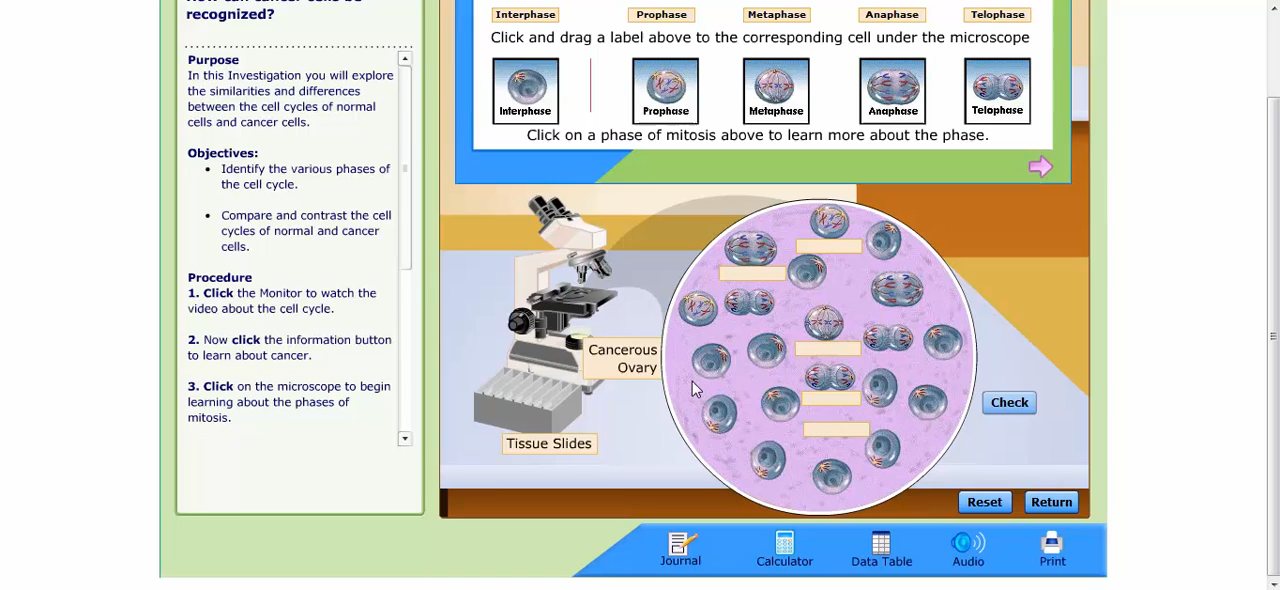 How can cancer cells be
recognized?
Purpose
In this Investigation you will explore
the similarities and differences
between the cell cycles of normal
cells and cancer cells.
Objectives:
• Identify the various phases of
the cell cycle.
• Compare and contrast the cell
cycles of normal and cancer
cells.
Procedure
1. Click the Monitor to watch the
video about the cell cycle.
2. Now click the information button
to learn about cancer.
3. Click on the microscope to begin
learning about the phases of
mitosis.
Interphase Prophase Metaphase Anaphase Telophase
Click and drag a label above to the corresponding cell under the microscope
Interphase Prophase Metaphase Anaphase Telophase
Click on a phase of mitosis above to learn more about the phase.
Cancerous
Ovary
Tissue Slides
Check
Reset Return
Journal Calculator Data Table Audio Print